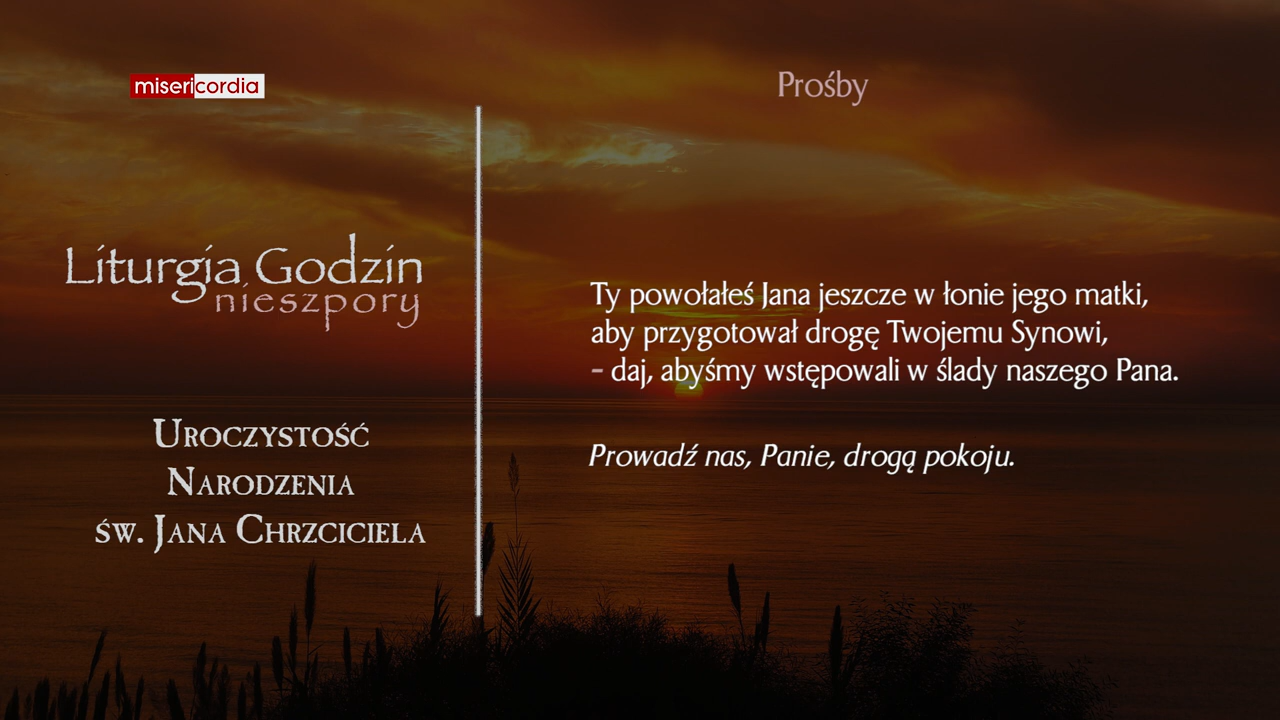 misericordia
Liturgia Godzin
nieszpory
Uroczystość
Narodzenia
św. Jana Chrzciciela
Prośby
Ty powołałeś Jana jeszcze w łonie jego matki,
aby przygotował drogę Twojemu Synowi,
- daj, abyśmy wstępowali w ślady naszego Pana.
Prowadź nas, Panie, drogą pokoju.